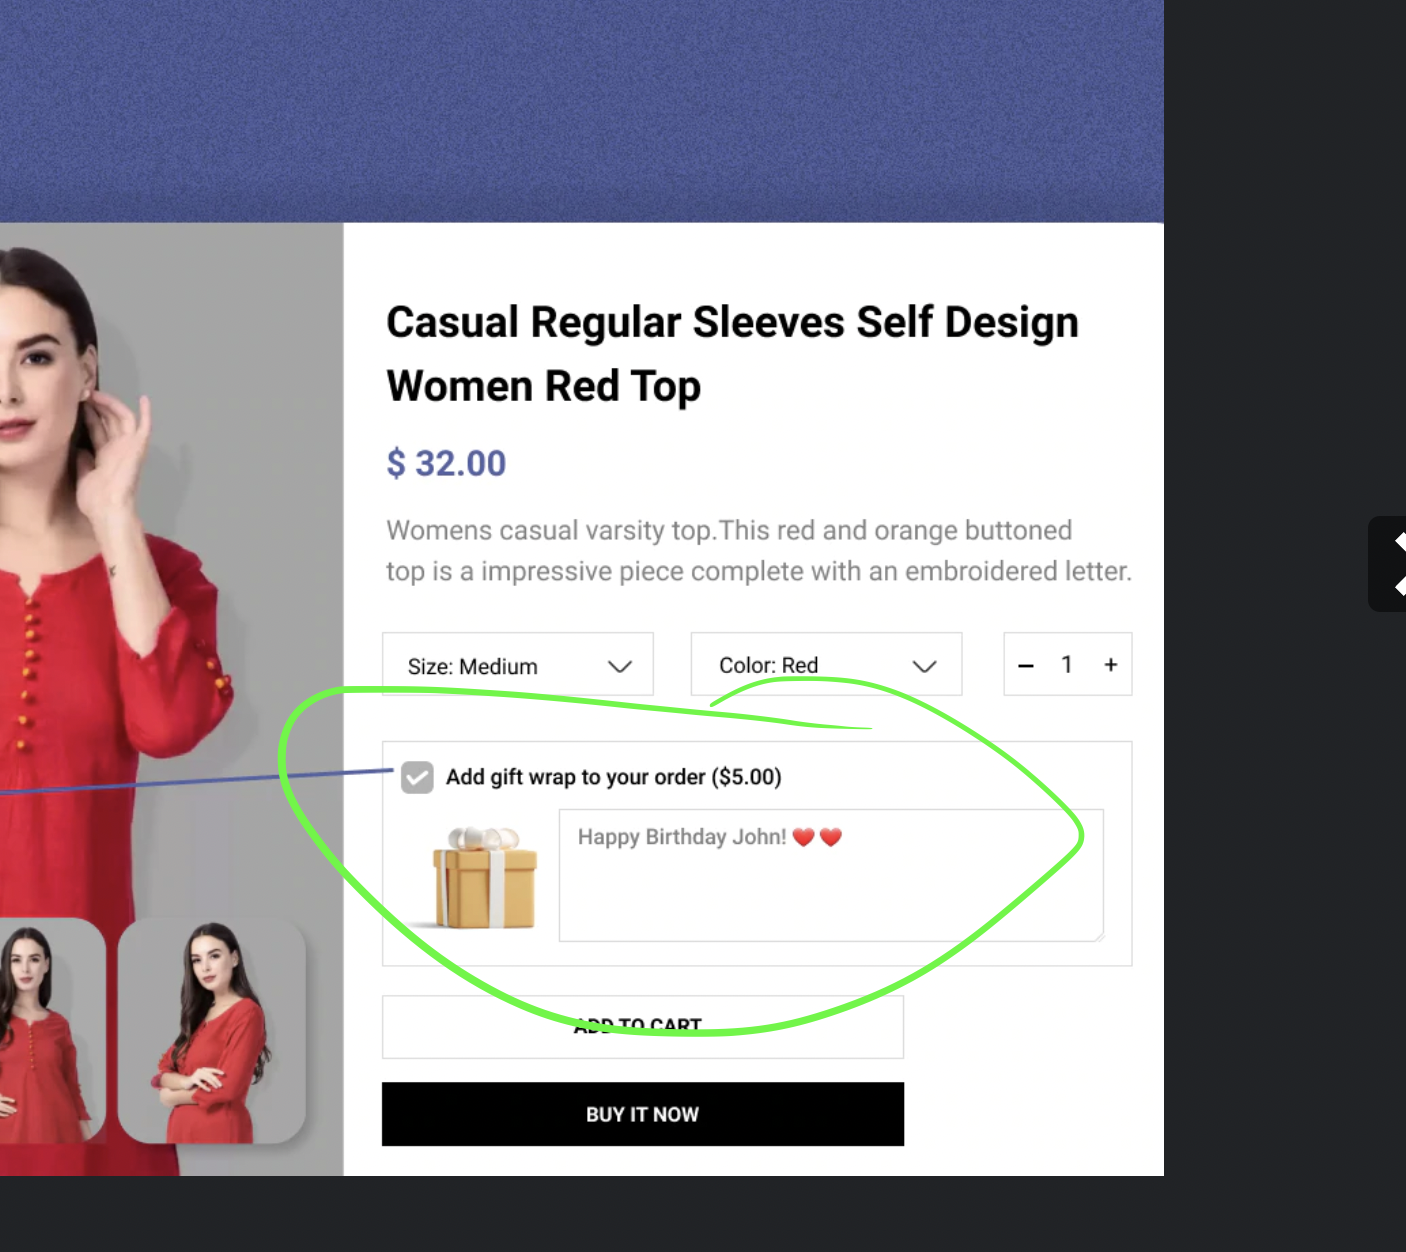 Casual Regular Sleeves Self Design
Women Red Top
$ 32.00
Womens casual varsity top.This red and orange buttoned
top is a impressive piece complete with an embroidered letter.
Size: Medium
Color: Red
– 1 +
Add gift wrap to your order ($5.00)
Happy Birthday John! ❤️❤️
ADD TO CART
BUY IT NOW